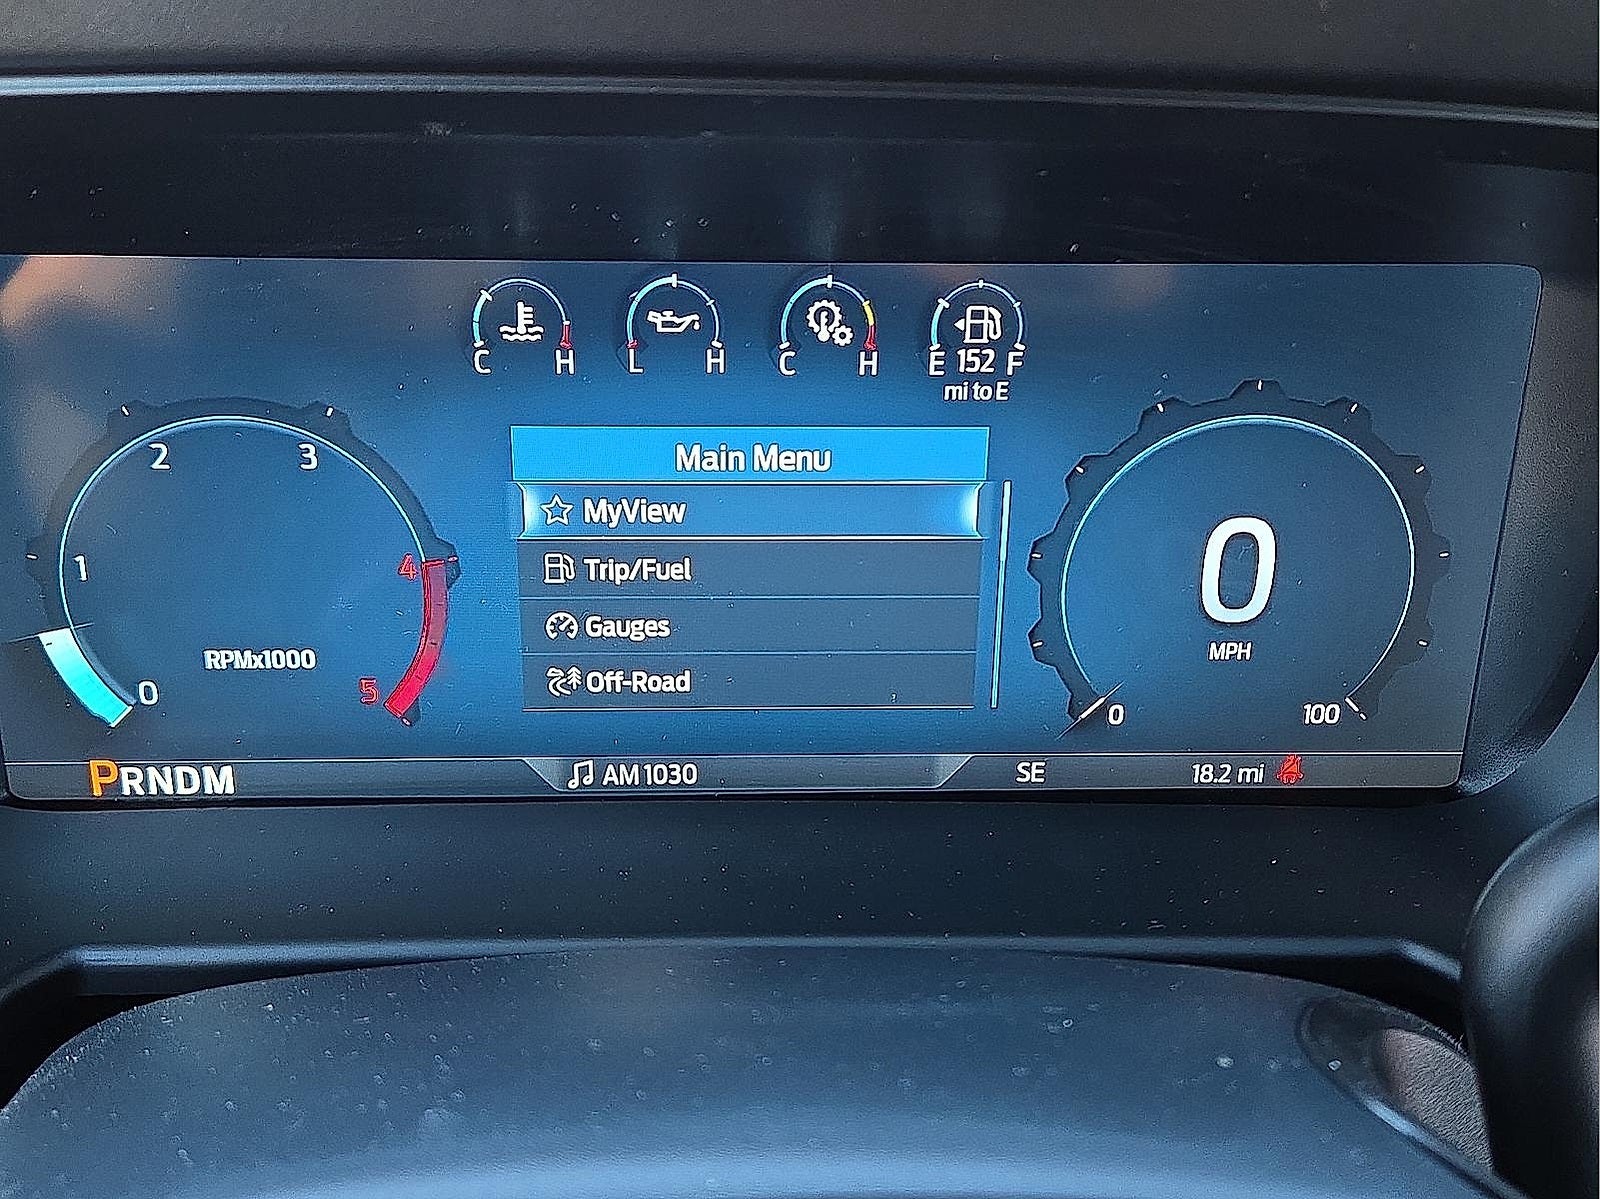 C H L H C H E 152 F
mi to E
2 3
1 4
RPMx1000
0 5
Main Menu
MyView
Trip/Fuel
Gauges
Off-Road
0
MPH
0 100
PRNDM
AM 1030
SE
18.2 mi